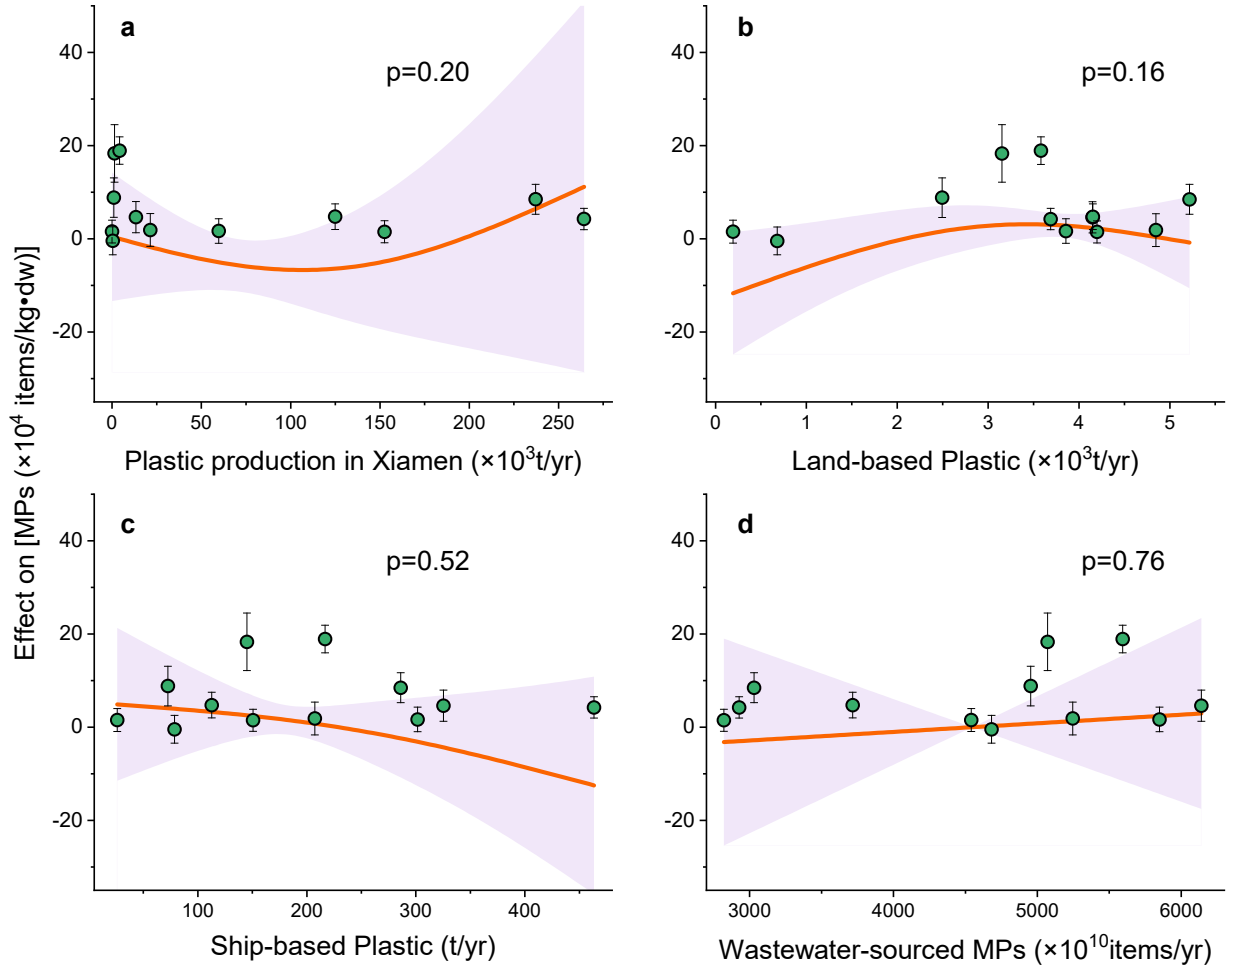 a
p=0.20
40
20
0
-20
0
50
100
150
200
250
Plastic production in Xiamen (×10³t/yr)
b
p=0.16
40
20
0
-20
0
1
2
3
4
5
Land-based Plastic (×10³t/yr)
Effect on [MPs (×10⁴ items/kg•dw)]
c
p=0.52
40
20
0
-20
100
200
300
400
Ship-based Plastic (t/yr)
d
p=0.76
40
20
0
-20
3000
4000
5000
6000
Wastewater-sourced MPs (×10¹⁰items/yr)